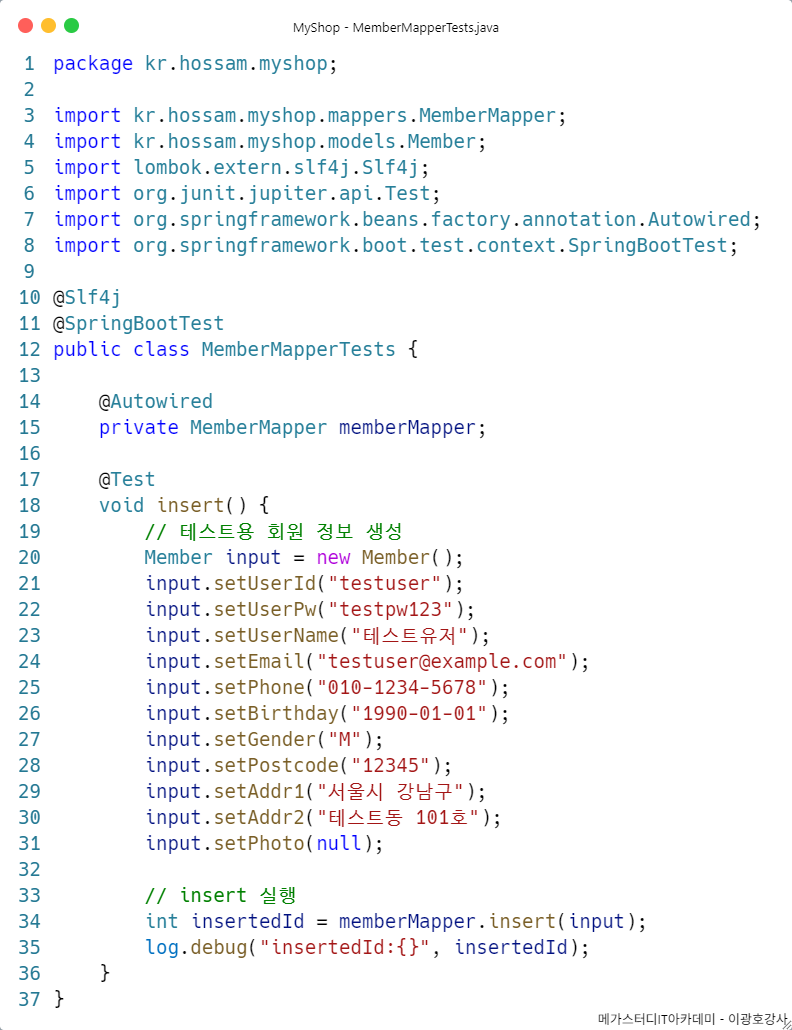 MyShop - MemberMapperTests.java
1 package kr.hossam.myshop;
2
3 import kr.hossam.myshop.mappers.MemberMapper;
4 import kr.hossam.myshop.models.Member;
5 import lombok.extern.slf4j.Slf4j;
6 import org.junit.jupiter.api.Test;
7 import org.springframework.beans.factory.annotation.Autowired;
8 import org.springframework.boot.test.context.SpringBootTest;
9
10 @Slf4j
11 @SpringBootTest
12 public class MemberMapperTests {
13
14     @Autowired
15     private MemberMapper memberMapper;
16
17     @Test
18     void insert() {
19         // 테스트용 회원 정보 생성
20         Member input = new Member();
21         input.setUserId("testuser");
22         input.setUserPw("testpw123");
23         input.setUserName("테스트유저");
24         input.setEmail("testuser@example.com");
25         input.setPhone("010-1234-5678");
26         input.setBirthday("1990-01-01");
27         input.setGender("M");
28         input.setPostcode("12345");
29         input.setAddr1("서울시 강남구");
30         input.setAddr2("테스트동 101호");
31         input.setPhoto(null);
32
33         // insert 실행
34         int insertedId = memberMapper.insert(input);
35         log.debug("insertedId:{}", insertedId);
36     }
37 }
메가스터디IT아카데미 - 이광호강사